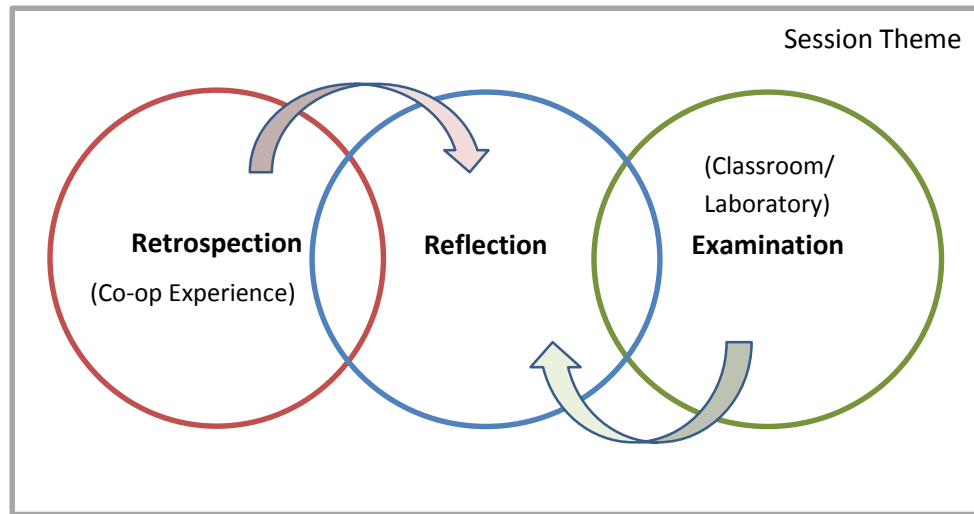 Session Theme
Retrospection
(Co-op Experience)
Reflection
(Classroom/
Laboratory)
Examination